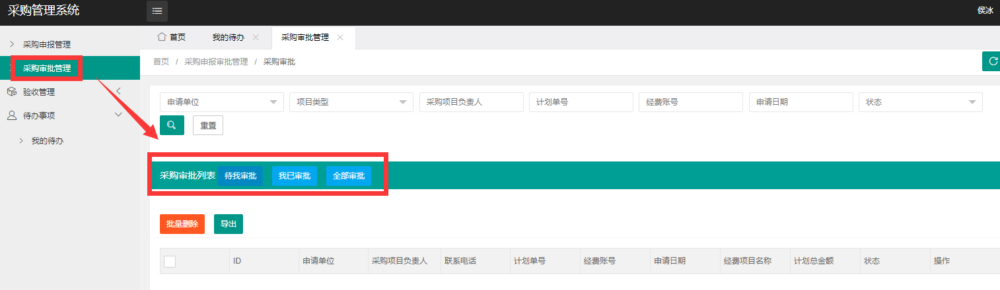 采购管理系统
侯冰
采购申报管理
采购审批管理
验收管理
待办事项
我的待办
首页 我的待办 采购审批管理
首页 / 采购申报审批管理 / 采购审批
申请单位 项目类型 采购项目负责人 计划单号 经费账号 申请日期 状态
重置
采购审批列表 待我审批 我已审批 全部审批
批量删除 导出
ID 申请单位 采购项目负责人 联系电话 计划单号 经费账号 申请日期 经费项目名称 计划总金额 状态 操作